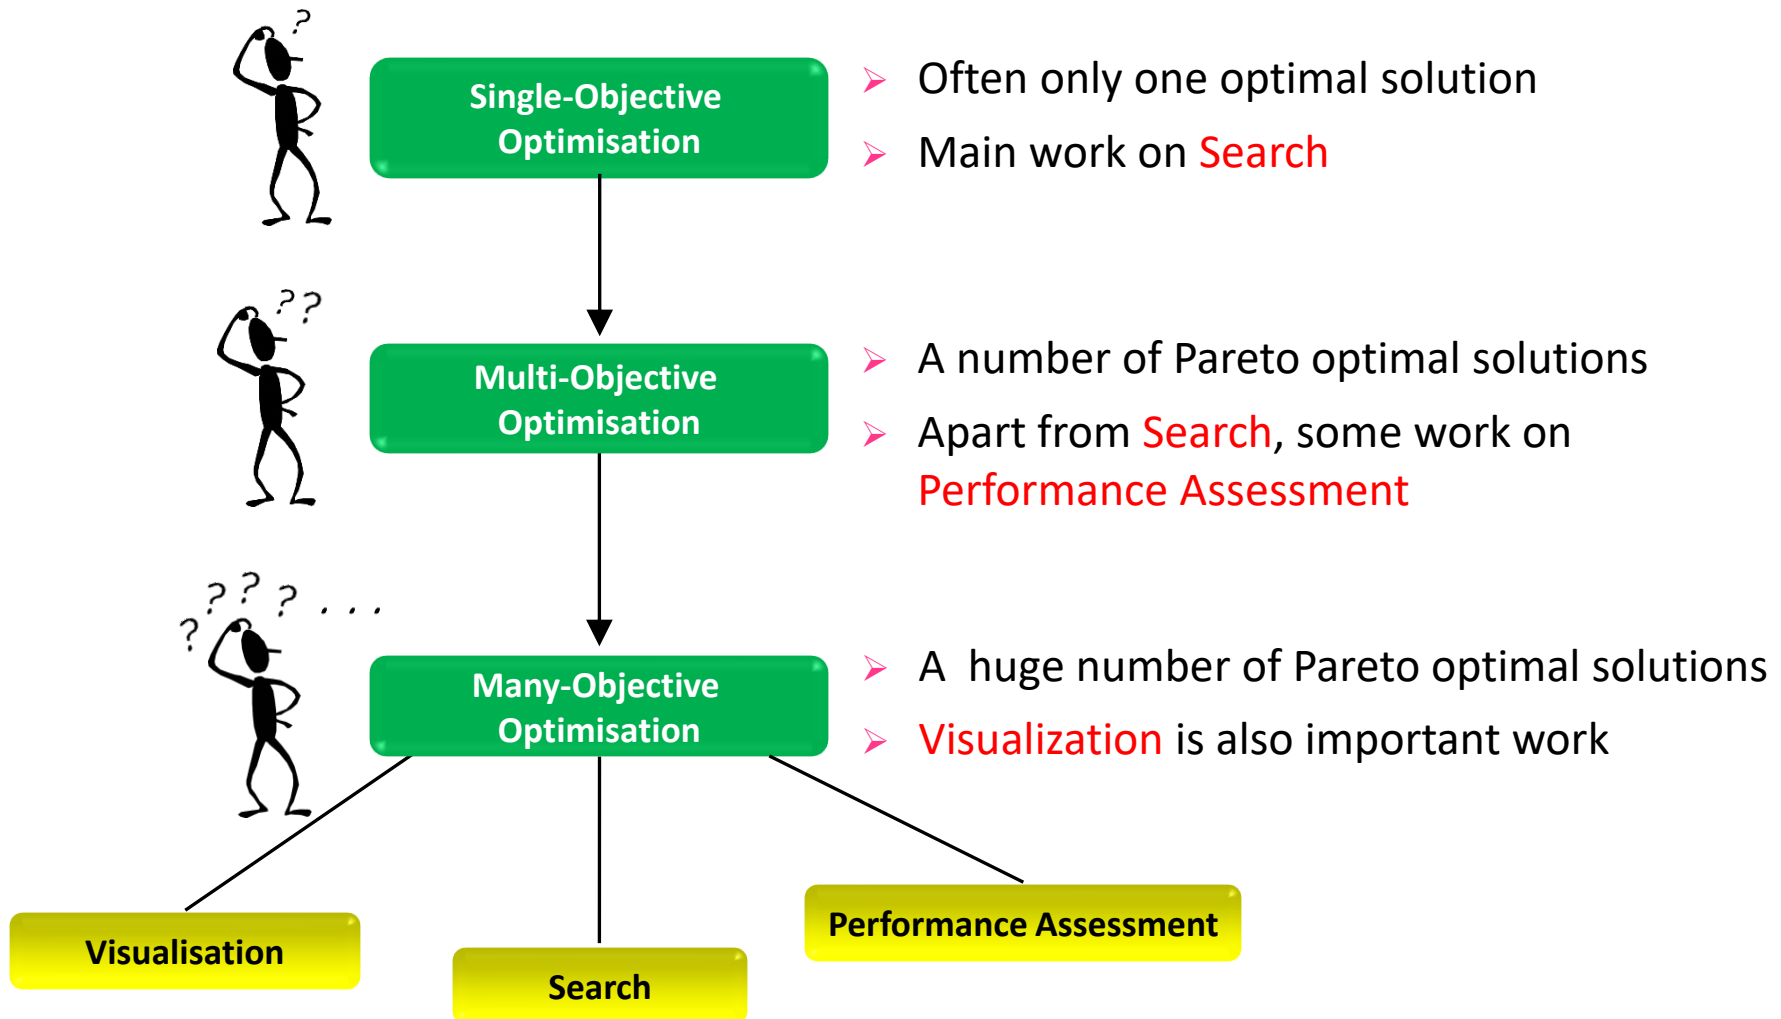 ?
Single-Objective
Optimisation
➢ Often only one optimal solution
➢ Main work on Search
? ?
Multi-Objective
Optimisation
➢ A number of Pareto optimal solutions
➢ Apart from Search, some work on
Performance Assessment
? ? ? ? . . .
Many-Objective
Optimisation
➢ A  huge number of Pareto optimal solutions
➢ Visualization is also important work
Visualisation
Search
Performance Assessment